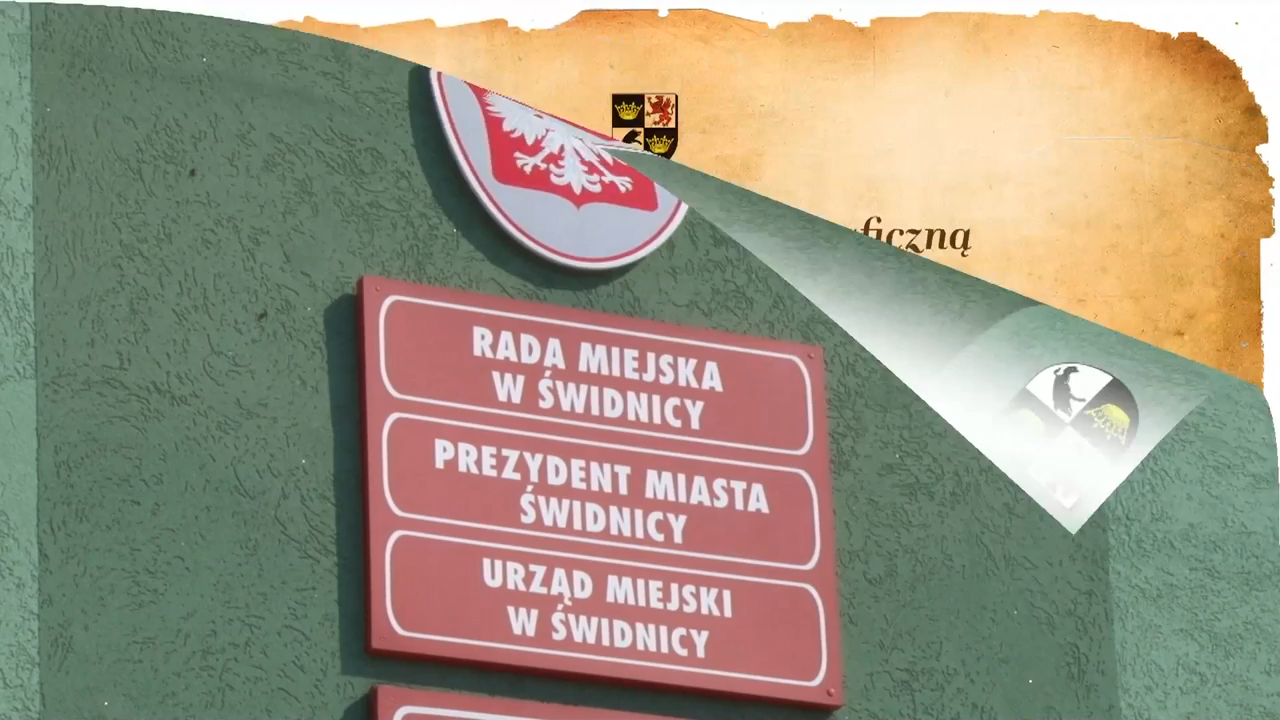 RADA MIEJSKA
W ŚWIDNICY
PREZYDENT MIASTA
ŚWIDNICY
URZĄD MIEJSKI
W ŚWIDNICY